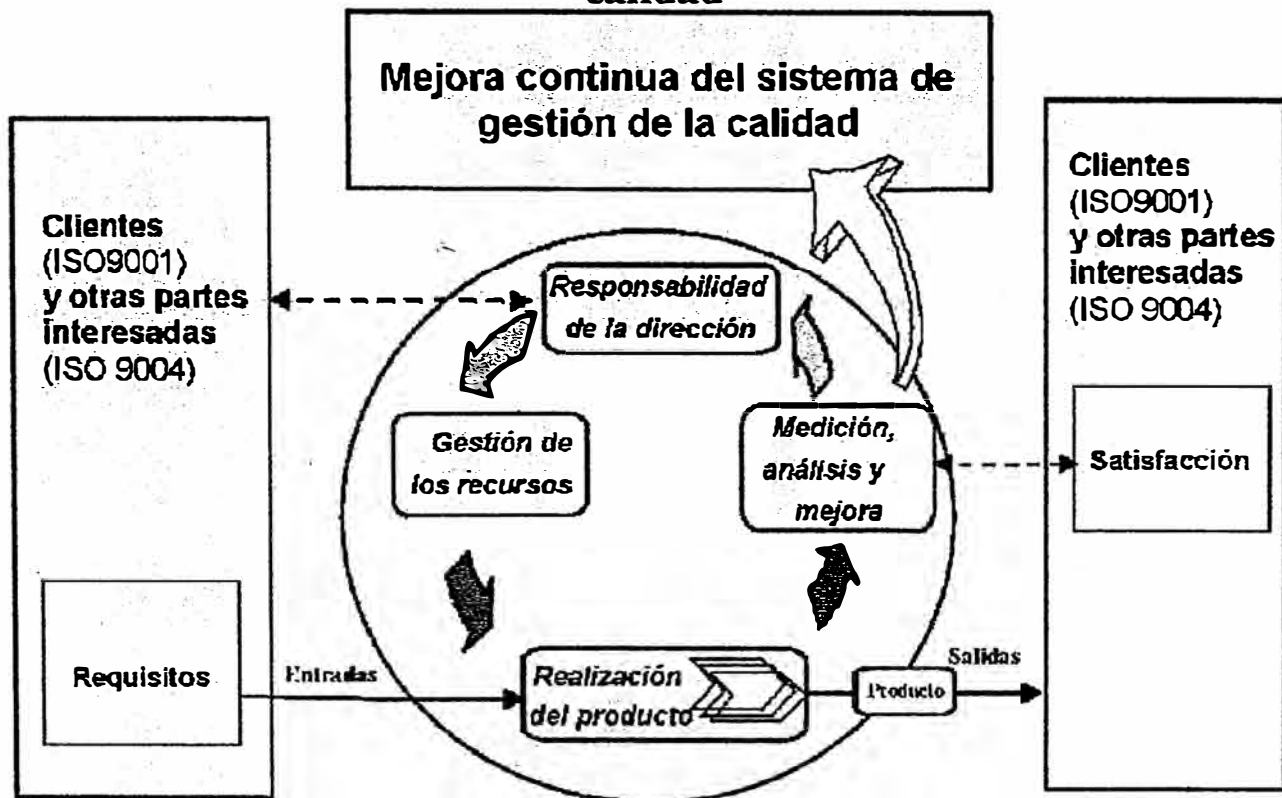 calidad
Mejora continua del sistema de
gestión de la calidad
Clientes
(ISO9001)
y otras partes
interesadas
(ISO 9004)
Requisitos
Entradas
Responsabilidad
de la dirección
Gestión de
los recursos
Medición,
análisis y
mejora
Realización
del producto
Producto
Salidas
Clientes
(ISO9001)
y otras partes
interesadas
(ISO 9004)
Satisfacción